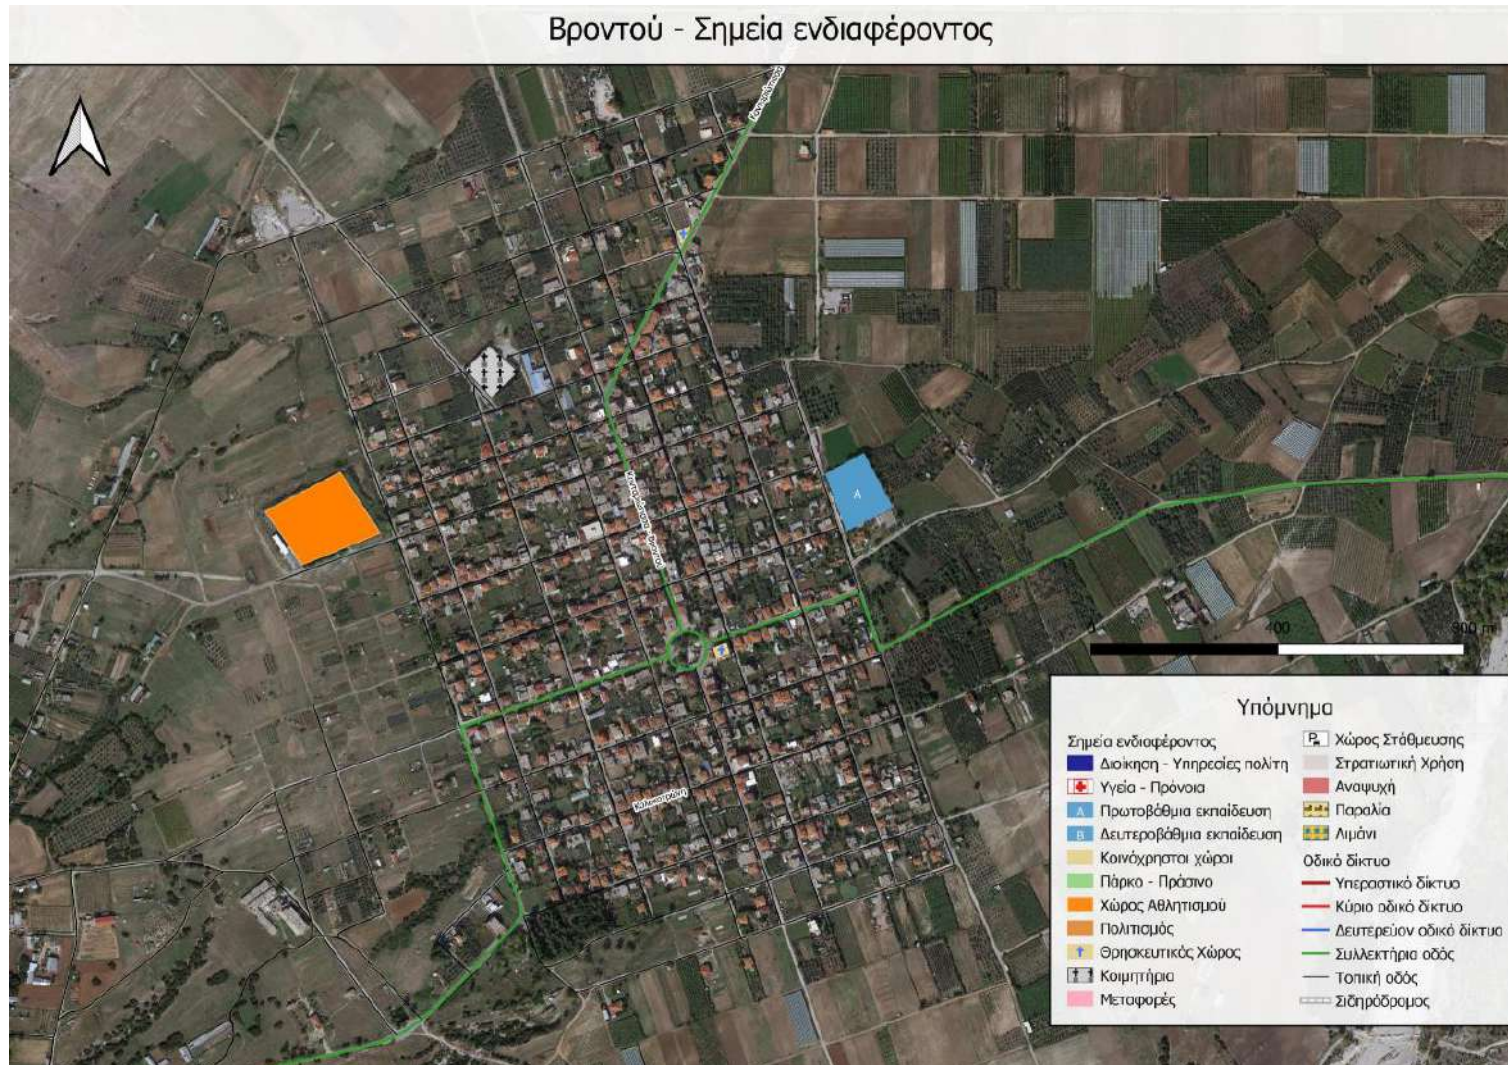 Βροντού - Σημεία ενδιαφέροντος
A
400
800 m
Υπόμνημα
Σημεία ενδιαφέροντος
Διοίκηση - Υπηρεσίες πολίτη
Υγεία - Πρόνοια
A Πρωτοβάθμια εκπαίδευση
B Δευτεροβάθμια εκπαίδευση
Κοινόχρηστοι χώροι
Πάρκο - Πράσινο
Χώρος Αθλητισμού
Πολιτισμός
Θρησκευτικός Χώρος
Κοιμητήρια
Μεταφορές
P Χώρος Στάθμευσης
Στρατιωτική Χρήση
Αναψυχή
Παραλία
Λιμάνι
Οδικό δίκτυο
Υπεραστικό δίκτυο
Κύριο οδικό δίκτυο
Δευτερεύον οδικό δίκτυο
Συλλεκτήρια οδός
Τοπική οδός
Σιδηρόδρομος